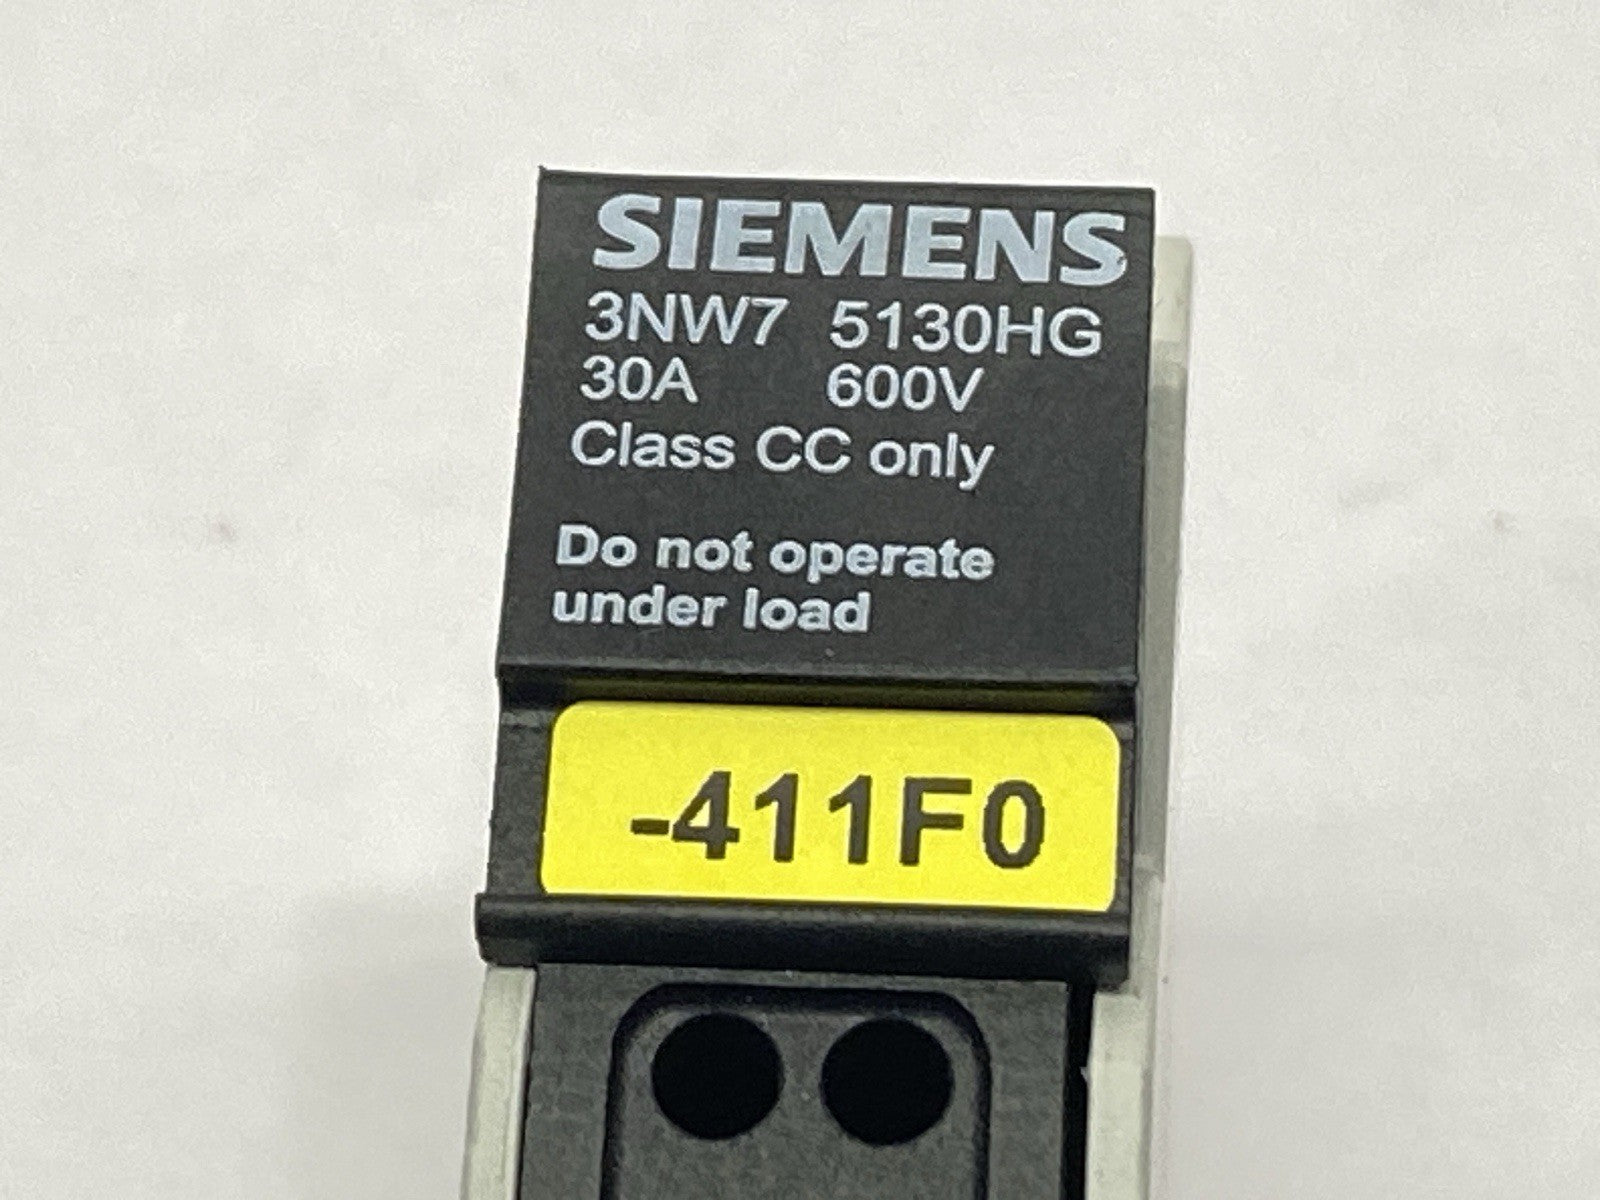 SIEMENS
3NW7 5130HG
30A 600V
Class CC only
Do not operate
under load
-411F0